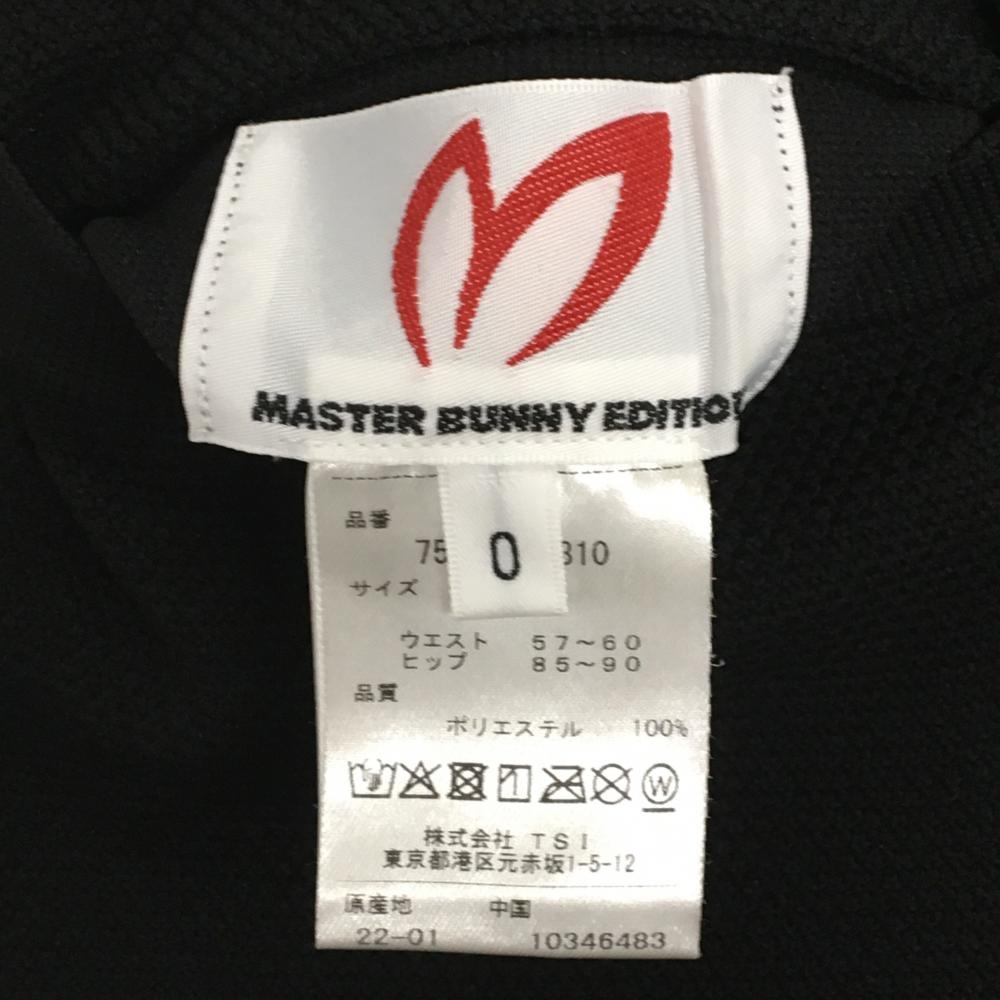 MASTER BUNNY EDITION
品番
75 310
0
サイズ
ウエスト 57～60
ヒップ 85～90
品質
ポリエステル 100%
W
株式会社 TSI
東京都港区元赤坂1-5-12
原産地 中国
22-01 10346483